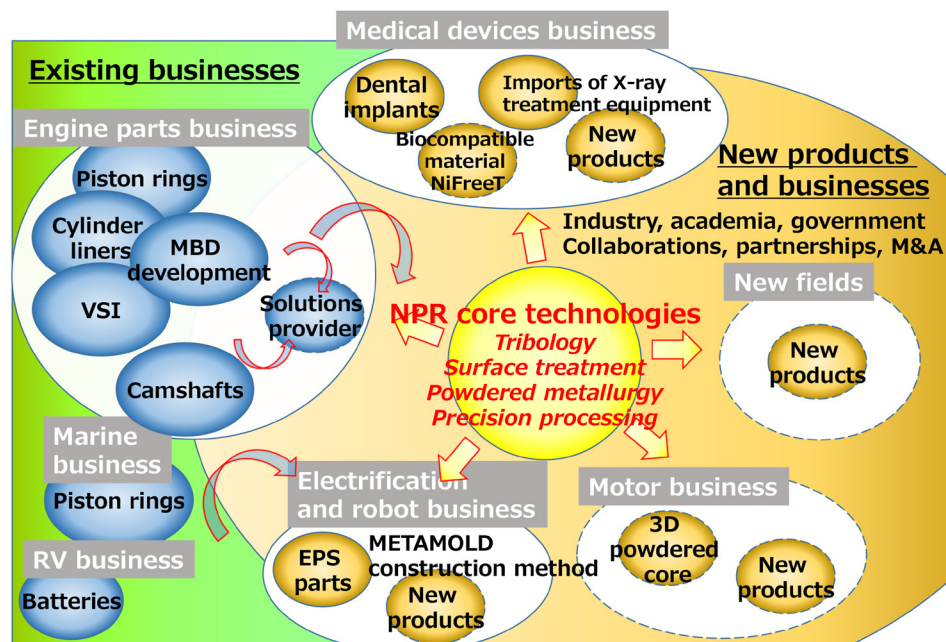 Medical devices business
Existing businesses
Dental
implants
Imports of X-ray
treatment equipment
Biocompatible
material
NiFreeT
New
products
Engine parts business
Piston rings
Cylinder
liners
MBD
development
VSI
Solutions
provider
Camshafts
New products
and businesses
Industry, academia, government
Collaborations, partnerships, M&A
New fields
New
products
NPR core technologies
Tribology
Surface treatment
Powdered metallurgy
Precision processing
Marine
business
Piston rings
RV business
Batteries
Electrification
and robot business
EPS
parts
METAMOLD
construction method
New
products
Motor business
3D
powdered
core
New
products